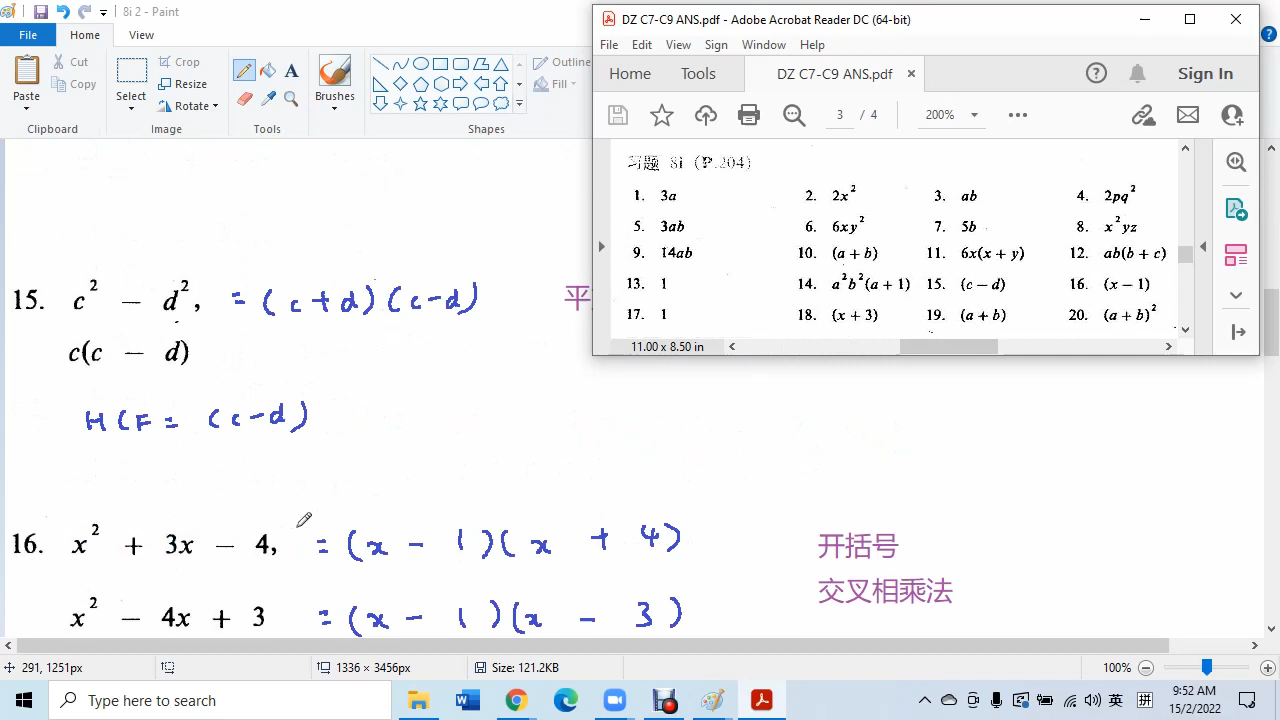 8i 2 - Paint
File Home View
Paste
Cut
Copy
Clipboard
Select
Crop
Resize
Rotate
Image
Tools
Brushes
Shapes
Outline
Fill
DZ C7-C9 ANS.pdf - Adobe Acrobat Reader DC (64-bit)
File Edit View Sign Window Help
Home Tools DZ C7-C9 ANS.pdf × Sign In
3 / 4 200%
习题 8i (P.204)
1. 3a 2. 2x² 3. ab 4. 2pq²
5. 3ab 6. 6xy² 7. 5b 8. x²yz
9. 14ab 10. (a + b) 11. 6x(x + y) 12. ab(b + c)
13. 1 14. a²b²(a + 1) 15. (c − d) 16. (x − 1)
17. 1 18. (x + 3) 19. (a + b) 20. (a + b)²
11.00 x 8.50 in
15. c² − d², = (c+d)(c-d) 平
c(c − d)
HCF = (c-d)
16. x² + 3x − 4, = (x - 1)(x + 4) 开括号
交叉相乘法
x² − 4x + 3 = (x - 1)(x - 3)
291, 1251px 1336 × 3456px Size: 121.2KB 100%
Type here to search
英 拼
9:52 AM
15/2/2022